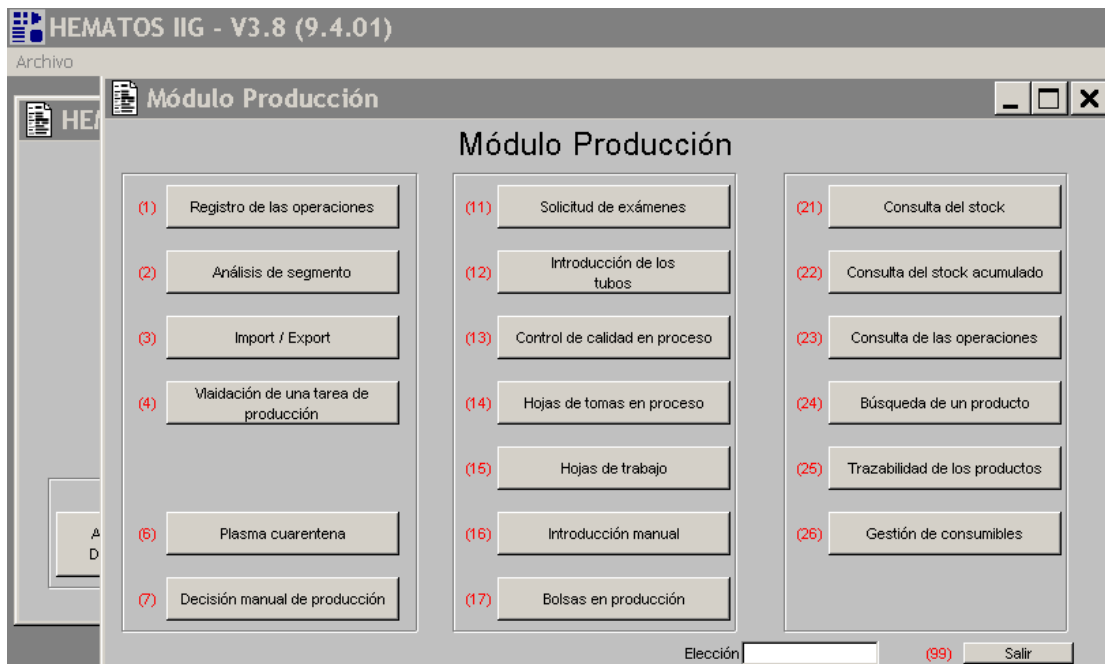 HEMATOS IIG - V3.8 (9.4.01)
Archivo
HEM
Módulo Producción
Módulo Producción
(1) Registro de las operaciones
(2) Análisis de segmento
(3) Import / Export
(4) Vlaidación de una tarea de
producción
(6) Plasma cuarentena
(7) Decisión manual de producción
(11) Solicitud de exámenes
(12) Introducción de los
tubos
(13) Control de calidad en proceso
(14) Hojas de tomas en proceso
(15) Hojas de trabajo
(16) Introducción manual
(17) Bolsas en producción
(21) Consulta del stock
(22) Consulta del stock acumulado
(23) Consulta de las operaciones
(24) Búsqueda de un producto
(25) Trazabilidad de los productos
(26) Gestión de consumibles
A
D
Elección
(99) Salir